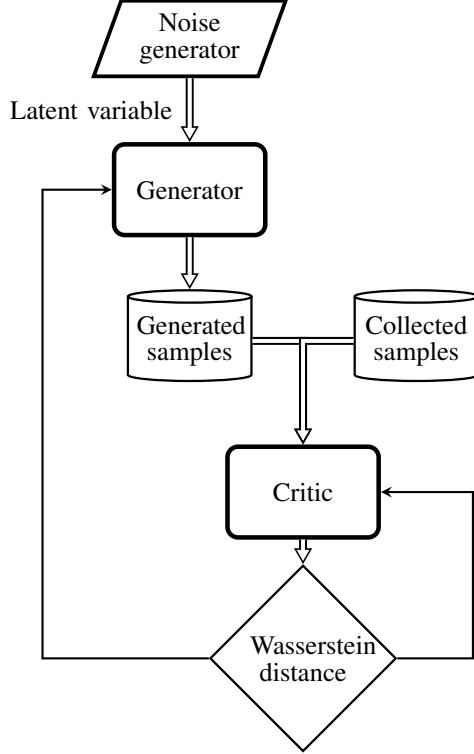 Noise
generator
Latent variable
Generator
Generated
samples
Collected
samples
Critic
Wasserstein
distance